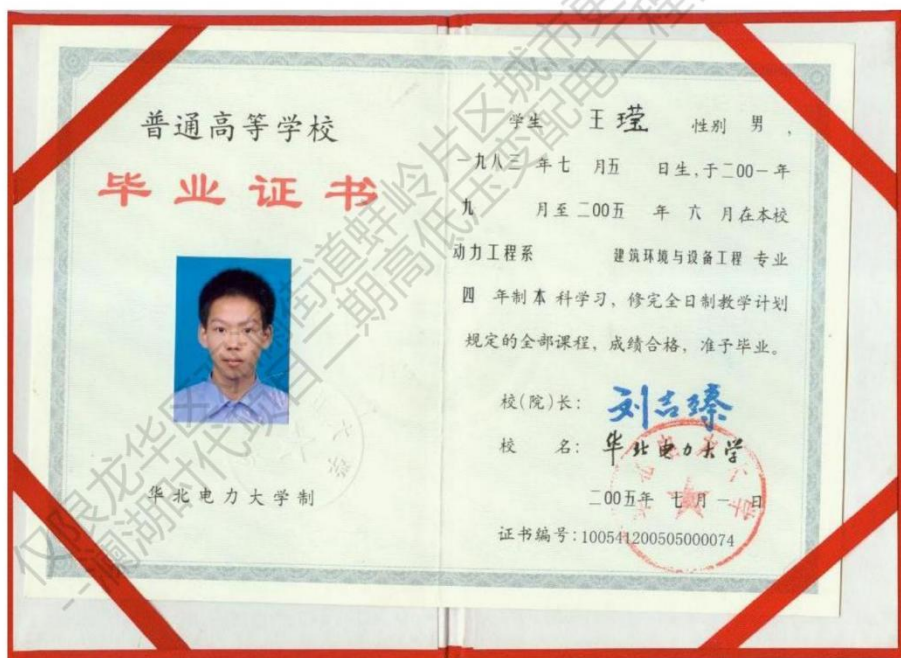 普通高等学校
毕业证书
华北电力大学制
学生 王瑩 性别 男,
一九八三年七月五日生,于二00一年
九月至二00五年六月在本校
动力工程系 建筑环境与设备工程 专业
四年制本科学习,修完全日制教学计划
规定的全部课程,成绩合格,准予毕业。
校(院)长: 刘吉臻
校名: 华北电力大学
二00五年七月一日
证书编号:100541200505000074